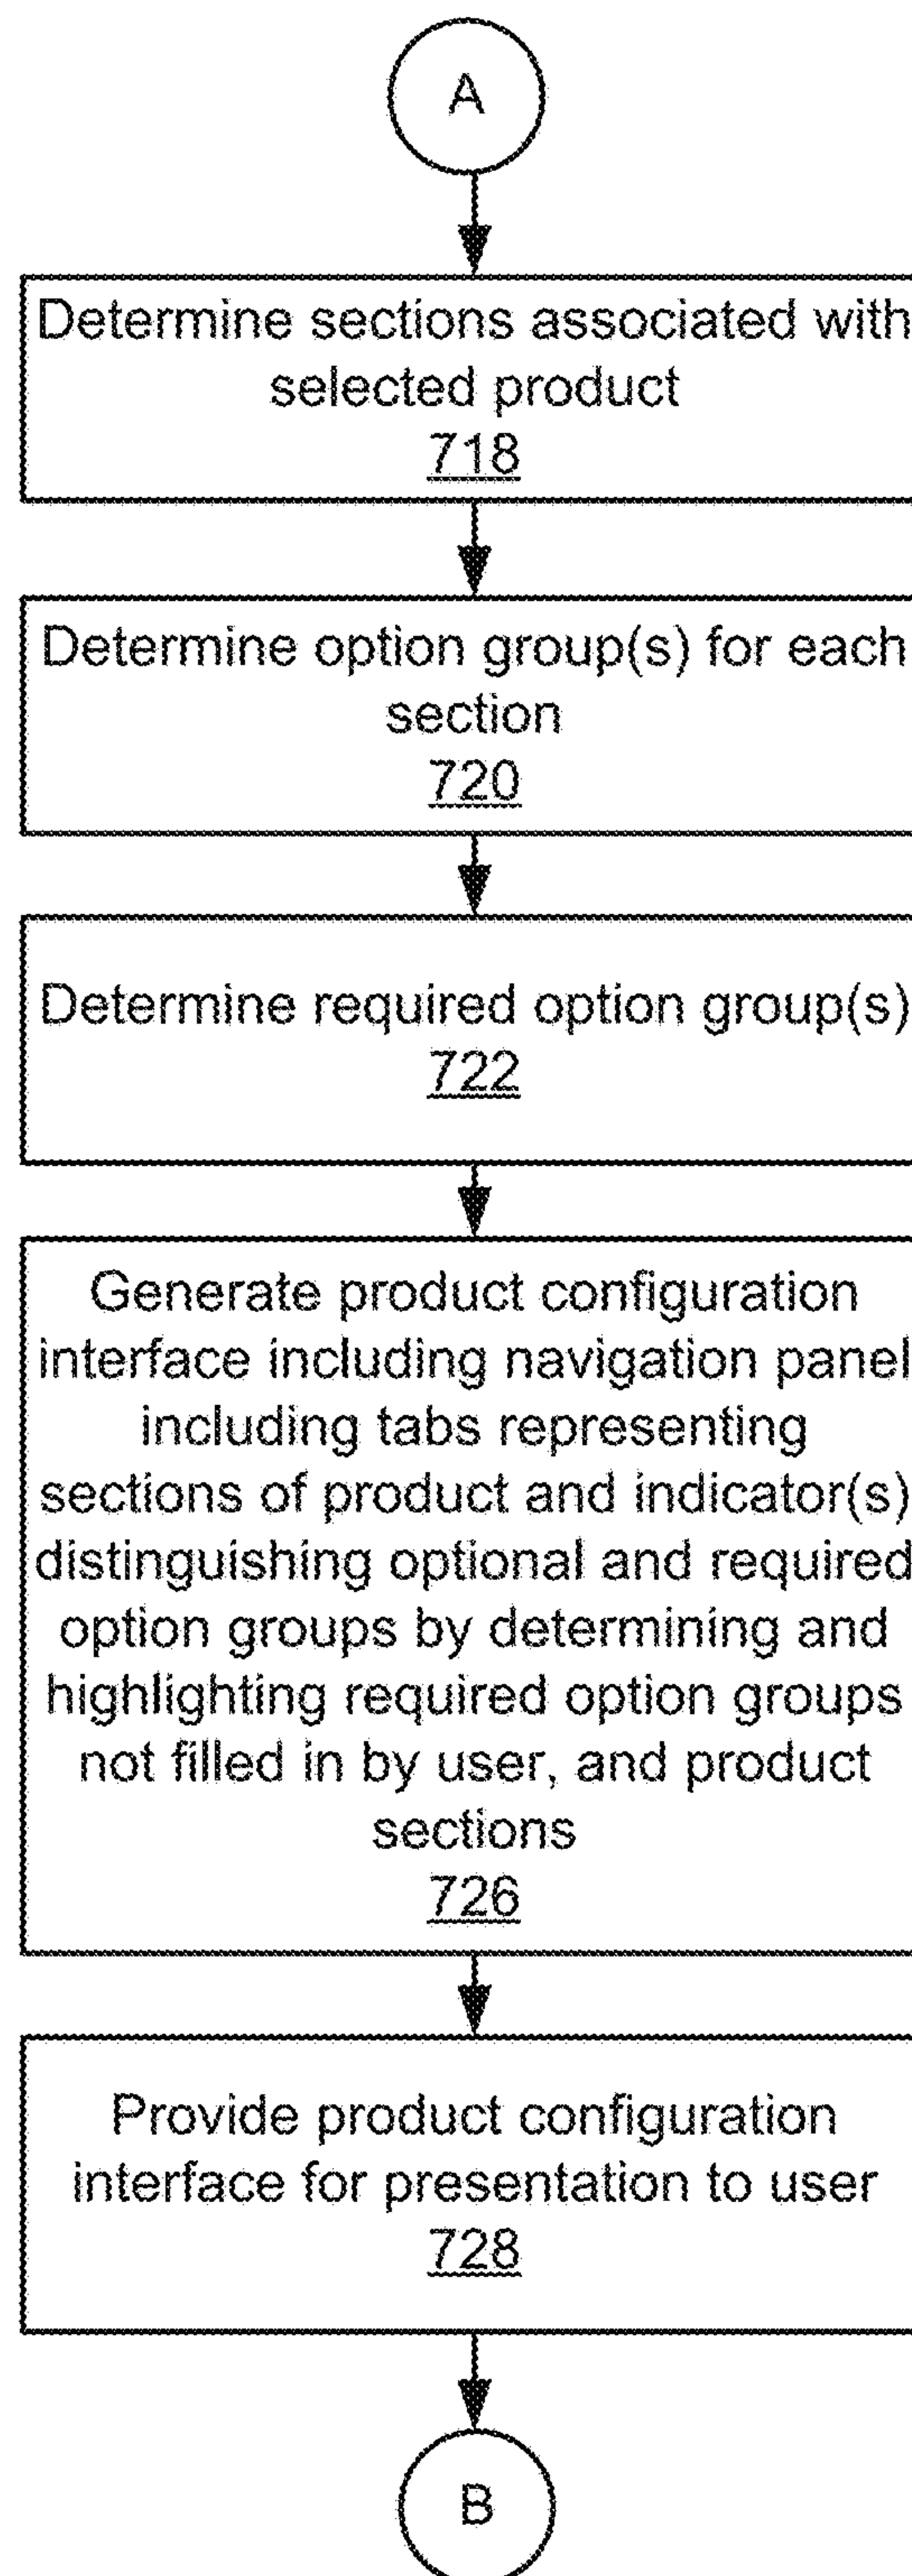 A
Determine sections associated with
selected product
718
Determine option group(s) for each
section
720
Determine required option group(s)
722
Generate product configuration
interface including navigation panel
including tabs representing
sections of product and indicator(s)
distinguishing optional and required
option groups by determining and
highlighting required option groups
not filled in by user, and product
sections
726
Provide product configuration
interface for presentation to user
728
B